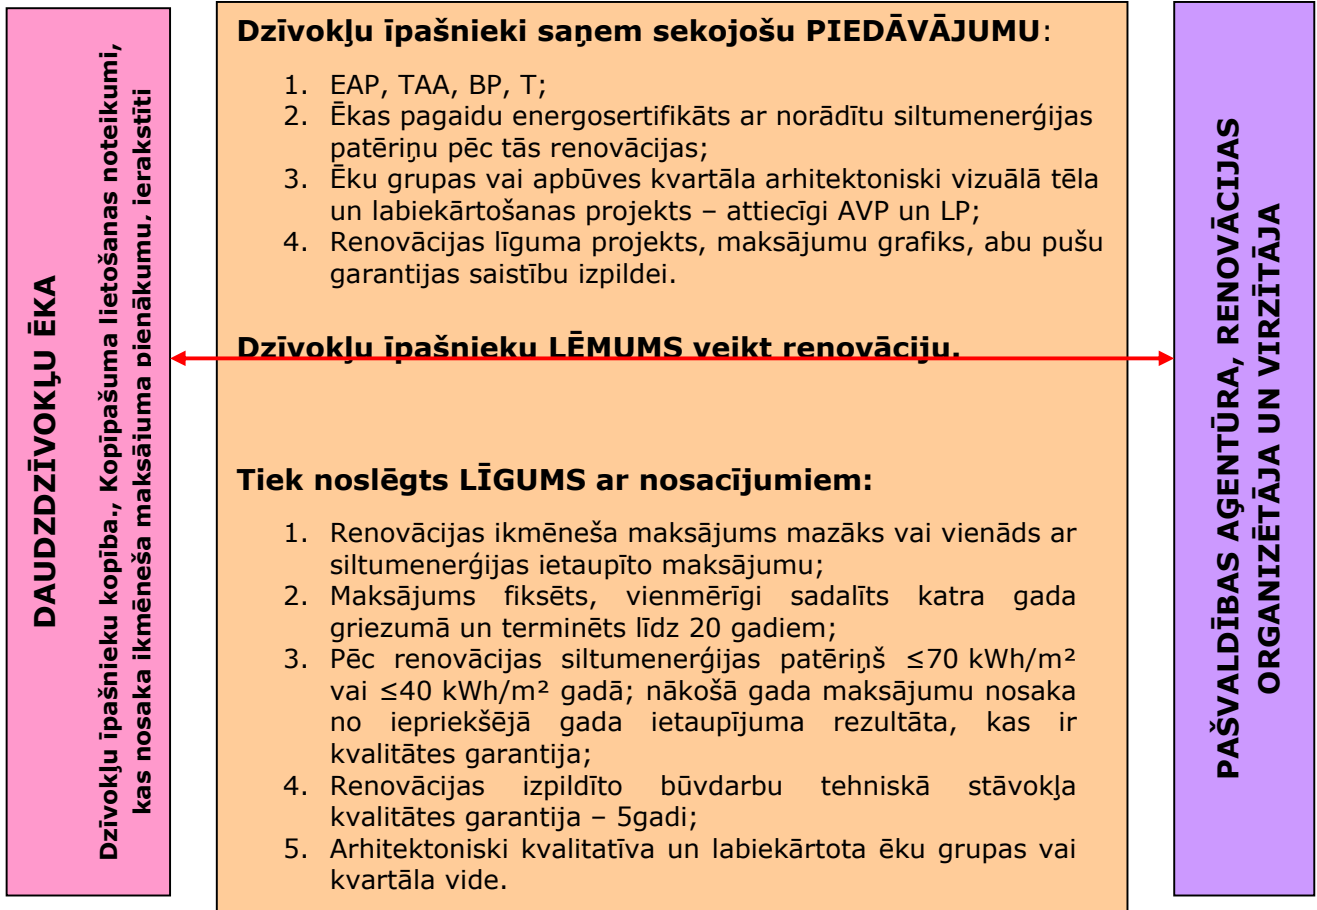 DAUDZDZĪVOKĻU ĒKA
Dzīvokļu īpašnieku kopība., Kopīpašuma lietošanas noteikumi,
kas nosaka ikmēneša maksājuma pienākumu, ierakstīti
Dzīvokļu īpašnieki saņem sekojošu PIEDĀVĀJUMU:
1. EAP, TAA, BP, T;
2. Ēkas pagaidu energosertifikāts ar norādītu siltumenerģijas
patēriņu pēc tās renovācijas;
3. Ēku grupas vai apbūves kvartāla arhitektoniski vizuālā tēla
un labiekārtošanas projekts – attiecīgi AVP un LP;
4. Renovācijas līguma projekts, maksājumu grafiks, abu pušu
garantijas saistību izpildei.
Dzīvokļu īpašnieku LĒMUMS veikt renovāciju.
Tiek noslēgts LĪGUMS ar nosacījumiem:
1. Renovācijas ikmēneša maksājums mazāks vai vienāds ar
siltumenerģijas ietaupīto maksājumu;
2. Maksājums fiksēts, vienmērīgi sadalīts katra gada
griezumā un terminēts līdz 20 gadiem;
3. Pēc renovācijas siltumenerģijas patēriņš ≤70 kWh/m²
vai ≤40 kWh/m² gadā; nākošā gada maksājumu nosaka
no iepriekšējā gada ietaupījuma rezultāta, kas ir
kvalitātes garantija;
4. Renovācijas izpildīto būvdarbu tehniskā stāvokļa
kvalitātes garantija – 5gadi;
5. Arhitektoniski kvalitatīva un labiekārtota ēku grupas vai
kvartāla vide.
PAŠVALDĪBAS AĢENTŪRA, RENOVĀCIJAS
ORGANIZĒTĀJA UN VIRZĪTĀJA